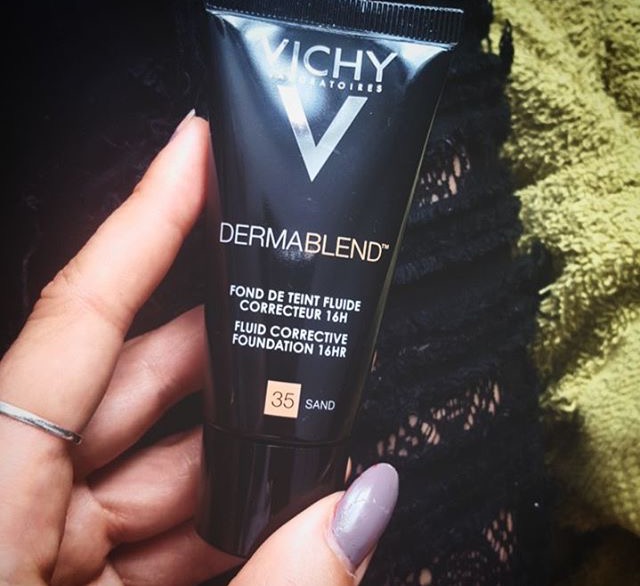 VICHY
LABORATOIRES
DERMABLEND™
FOND DE TEINT FLUIDE
CORRECTEUR 16H
FLUID CORRECTIVE
FOUNDATION 16HR
35 SAND